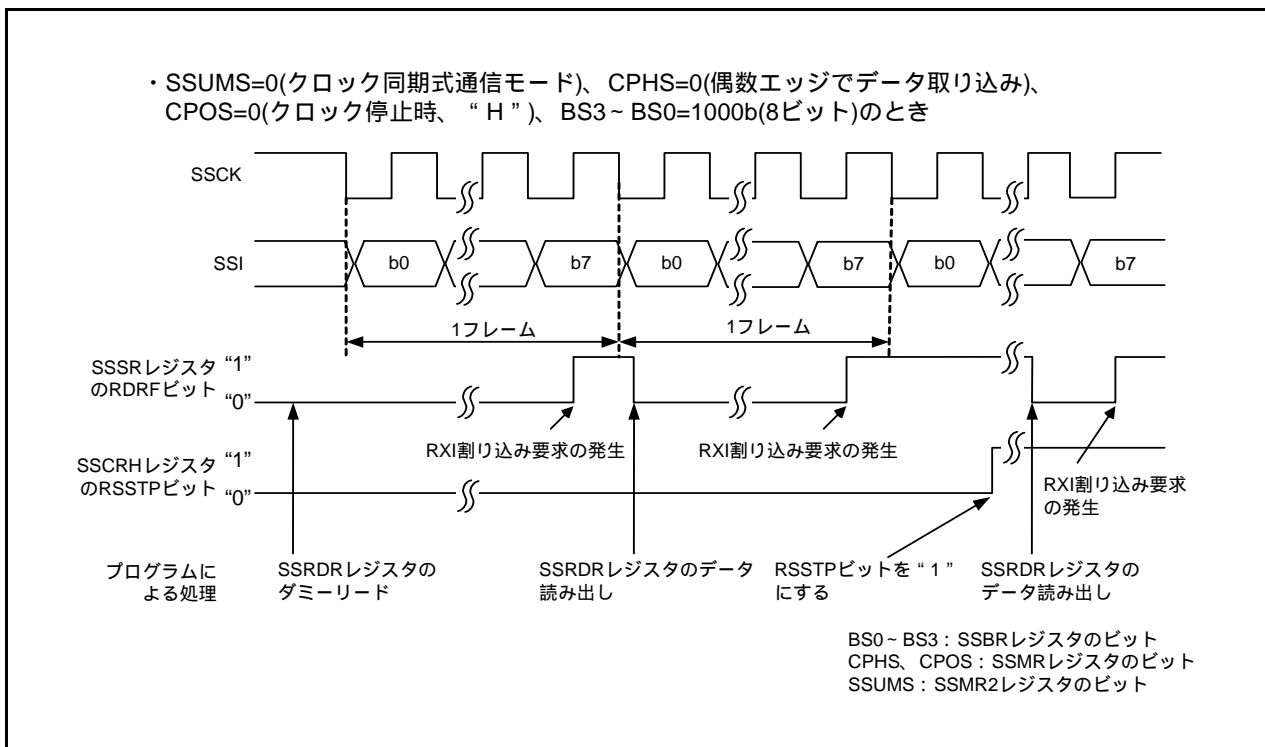 ・SSUMS=0(クロック同期式通信モード)、CPHS=0(偶数エッジでデータ取り込み)、
CPOS=0(クロック停止時、“H”)、BS3~BS0=1000b(8ビット)のとき
SSCK
SSI
b0
b7
b0
b7
b0
b7
1フレーム
1フレーム
SSSRレジスタ
のRDRFビット
“1”
“0”
RXI割り込み要求の発生
RXI割り込み要求の発生
SSCRHレジスタ
のRSSTPビット
“1”
“0”
RXI割り込み要求
の発生
プログラムに
よる処理
SSRDRレジスタの
ダミーリード
SSRDRレジスタのデータ
読み出し
RSSTPビットを“1”
にする
SSRDRレジスタの
データ読み出し
BS0~BS3:SSBRレジスタのビット
CPHS、CPOS:SSMRレジスタのビット
SSUMS:SSMR2レジスタのビット